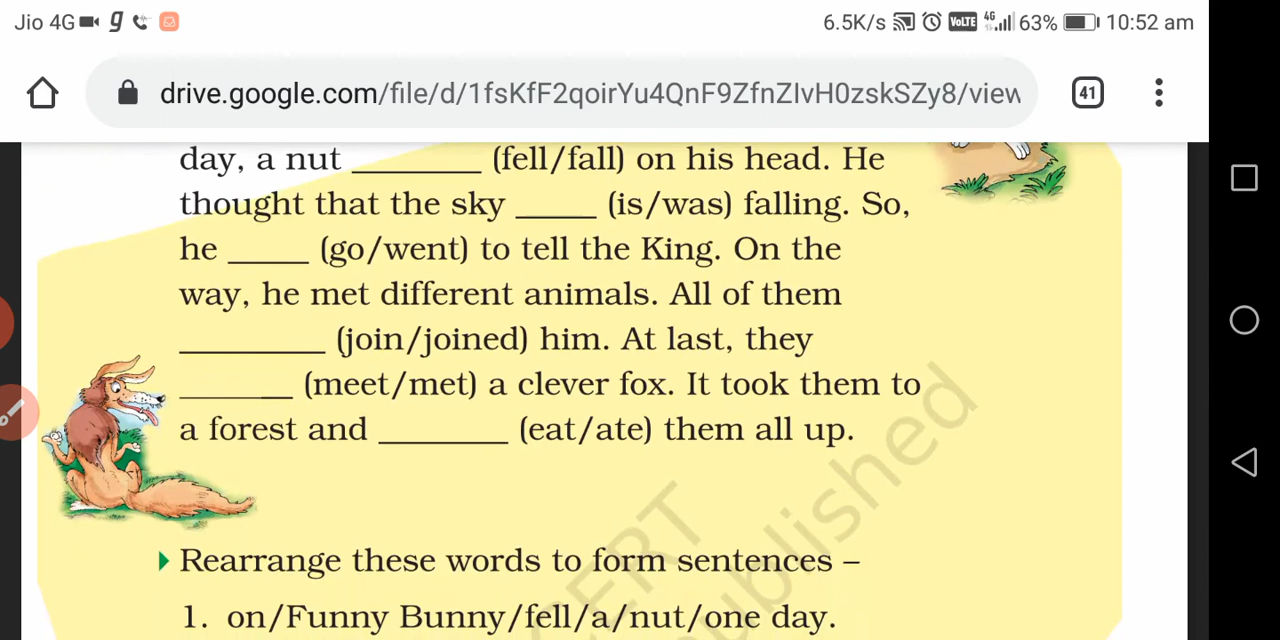 Jio 4G 6.5K/s VoLTE 4G 63% 10:52 am
drive.google.com/file/d/1fsKfF2qoirYu4QnF9ZfnZIvH0zskSZy8/view 41
day, a nut ________ (fell/fall) on his head. He
thought that the sky _____ (is/was) falling. So,
he _____ (go/went) to tell the King. On the
way, he met different animals. All of them
_________ (join/joined) him. At last, they
_______ (meet/met) a clever fox. It took them to
a forest and ________ (eat/ate) them all up.
Rearrange these words to form sentences –
1. on/Funny Bunny/fell/a/nut/one day.